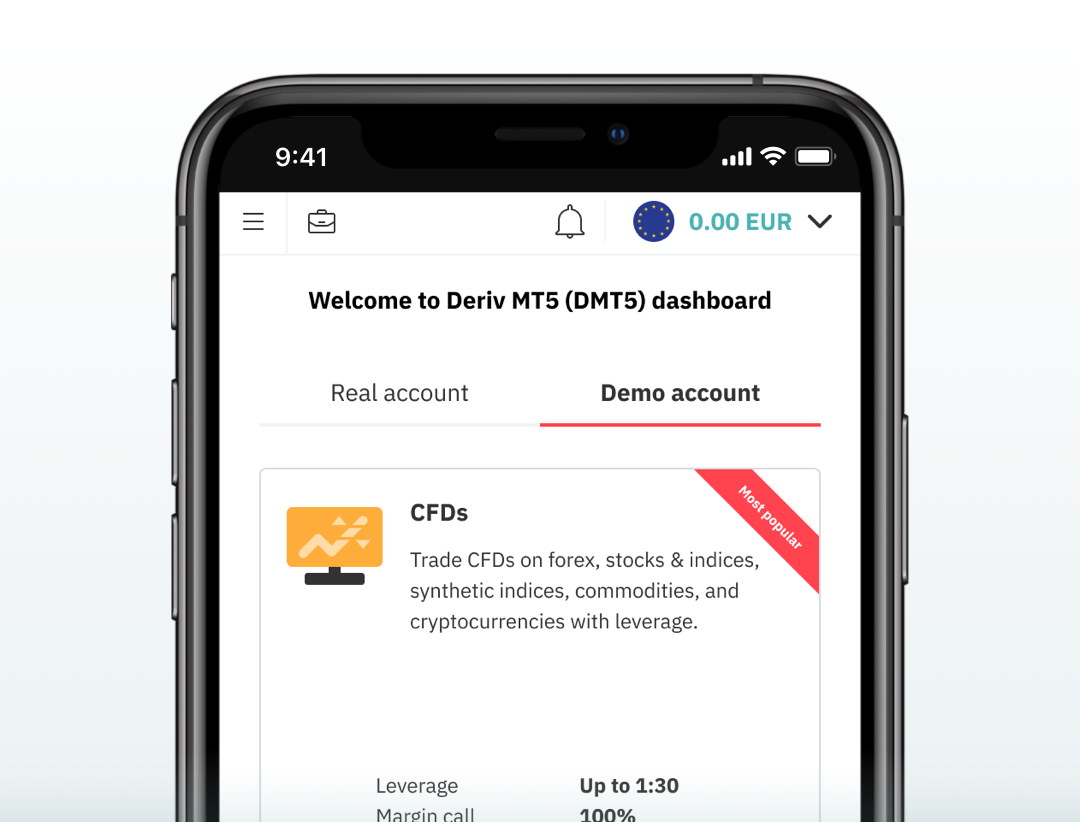 9:41
0.00 EUR
Welcome to Deriv MT5 (DMT5) dashboard
Real account
Demo account
Most popular
CFDs
Trade CFDs on forex, stocks & indices,
synthetic indices, commodities, and
cryptocurrencies with leverage.
Leverage Up to 1:30
Margin call 100%